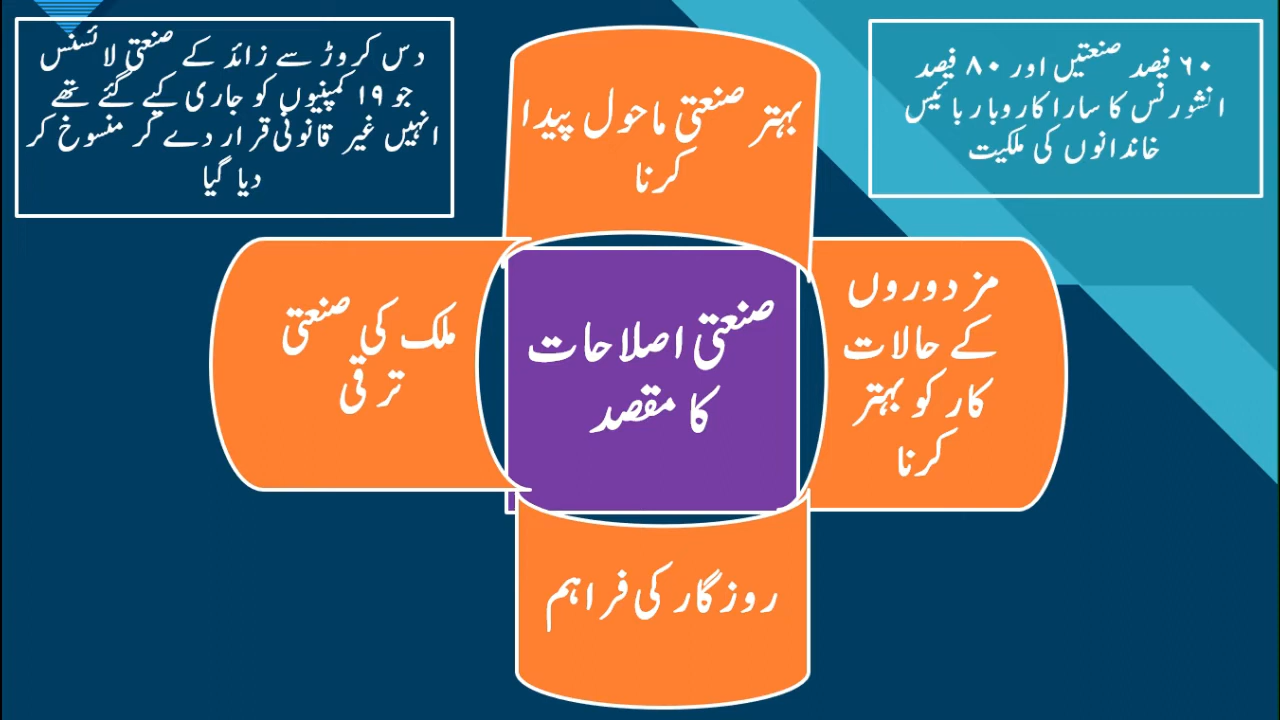 ۶۰ فیصد صنعتیں اور ۸۰ فیصد
انشورنس کا سارا کاروبار بائیس
خاندانوں کی ملکیت
بہتر صنعتی ماحول پیدا
کرنا
دس کروڑ سے زائد کے صنعتی لائسنس
جو ۱۹ کمپنیوں کو جاری کیے گئے تھے
انہیں غیر قانونی قرار دے کر منسوخ کر
دیا گیا
مزدوروں
کے حالات
کار کو بہتر
کرنا
صنعتی اصلاحات
کا مقصد
ملک کی صنعتی
ترقی
روزگار کی فراہم